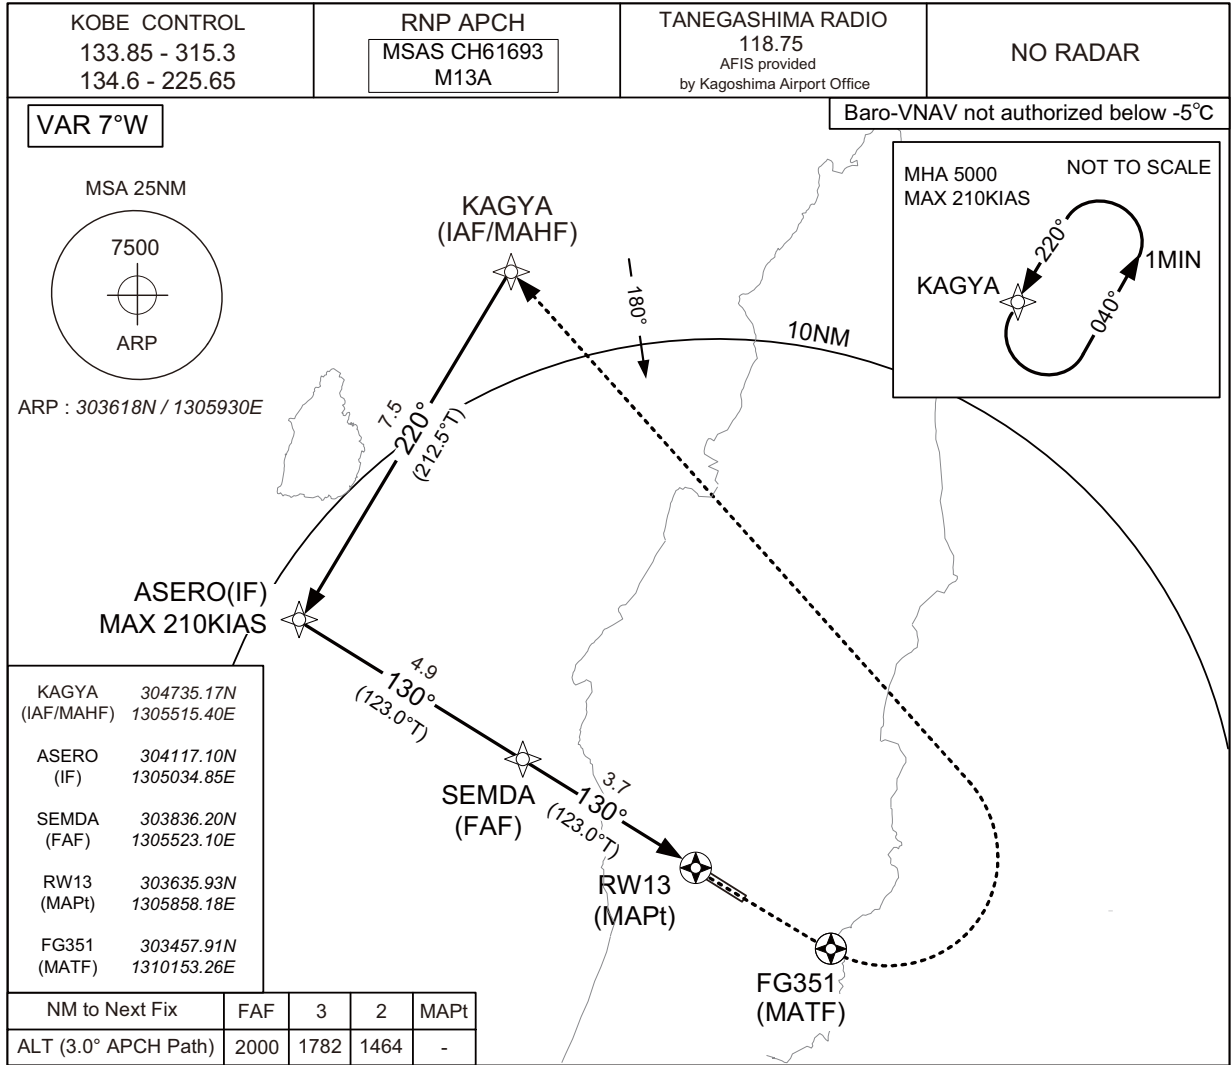 KOBE CONTROL
133.85 - 315.3
134.6 - 225.65
RNP APCH
MSAS CH61693
M13A
TANEGASHIMA RADIO
118.75
AFIS provided
by Kagoshima Airport Office
NO RADAR
VAR 7°W
Baro-VNAV not authorized below -5℃
MSA 25NM
7500
ARP
ARP : 303618N / 1305930E
KAGYA
(IAF/MAHF)
180°
10NM
MHA 5000
MAX 210KIAS
NOT TO SCALE
220°
1MIN
KAGYA
040°
7.5
220°
(212.5°T)
ASERO(IF)
MAX 210KIAS
4.9
130°
(123.0°T)
SEMDA
(FAF)
3.7
130°
(123.0°T)
RW13
(MAPt)
FG351
(MATF)
KAGYA 304735.17N
(IAF/MAHF) 1305515.40E
ASERO 304117.10N
(IF) 1305034.85E
SEMDA 303836.20N
(FAF) 1305523.10E
RW13 303635.93N
(MAPt) 1305858.18E
FG351 303457.91N
(MATF) 1310153.26E
NM to Next Fix FAF 3 2 MAPt
ALT (3.0° APCH Path) 2000 1782 1464 -